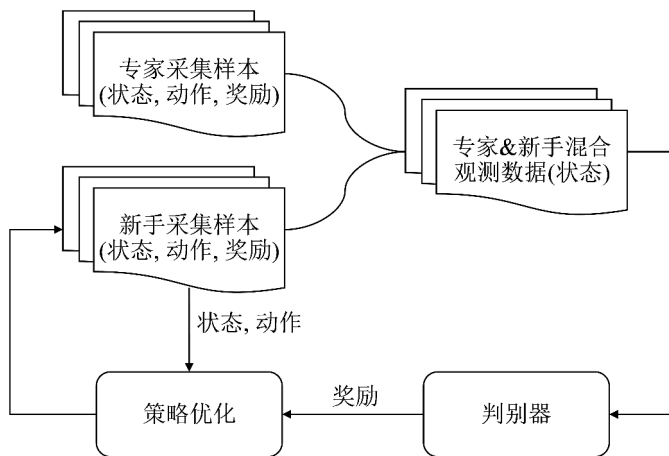 专家采集样本
(状态, 动作, 奖励)
专家&新手混合
观测数据(状态)
新手采集样本
(状态, 动作, 奖励)
状态, 动作
策略优化
奖励
判别器